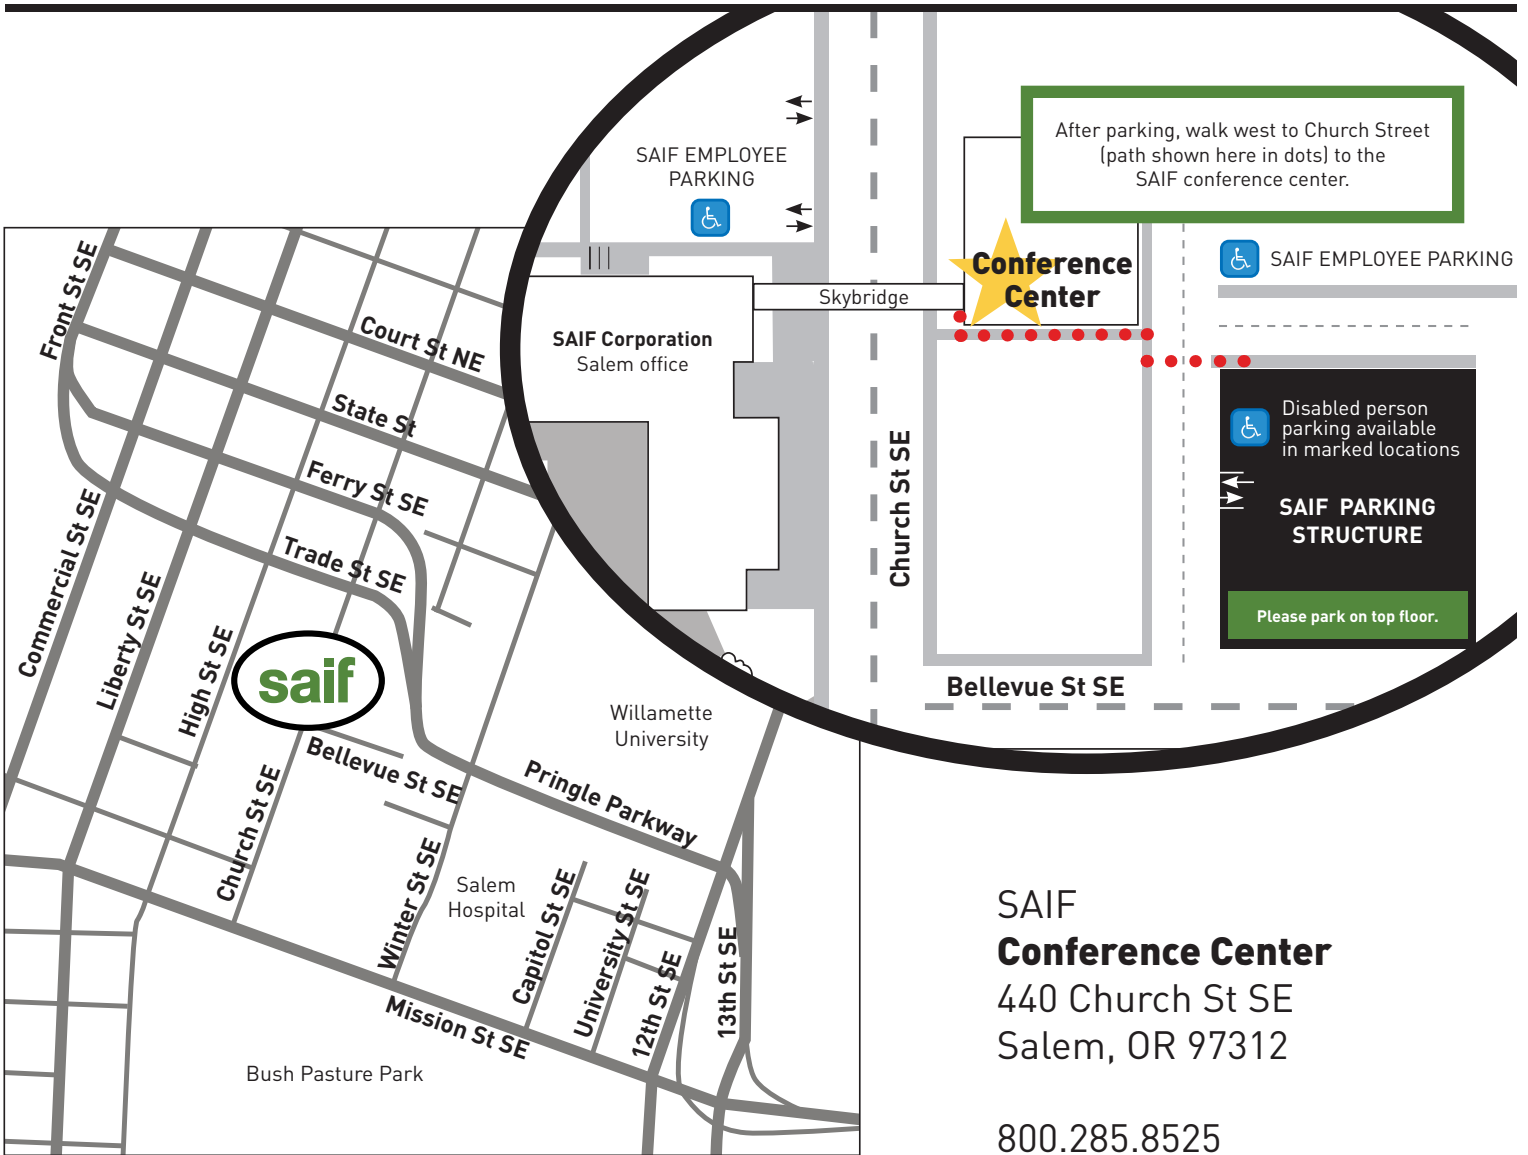 After parking, walk west to Church Street
(path shown here in dots) to the
SAIF conference center.
SAIF EMPLOYEE
PARKING
SAIF EMPLOYEE PARKING
Conference
Center
Skybridge
SAIF Corporation
Salem office
Church St SE
Disabled person
parking available
in marked locations
SAIF PARKING
STRUCTURE
Please park on top floor.
Bellevue St SE
Front St SE
Court St NE
State St
Ferry St SE
Trade St SE
Commercial St SE
Liberty St SE
High St SE
saif
Bellevue St SE
Church St SE
Willamette
University
Pringle Parkway
Winter St SE
Salem
Hospital
Capitol St SE
University St SE
12th St SE
13th St SE
Mission St SE
Bush Pasture Park
SAIF
Conference Center
440 Church St SE
Salem, OR 97312
800.285.8525